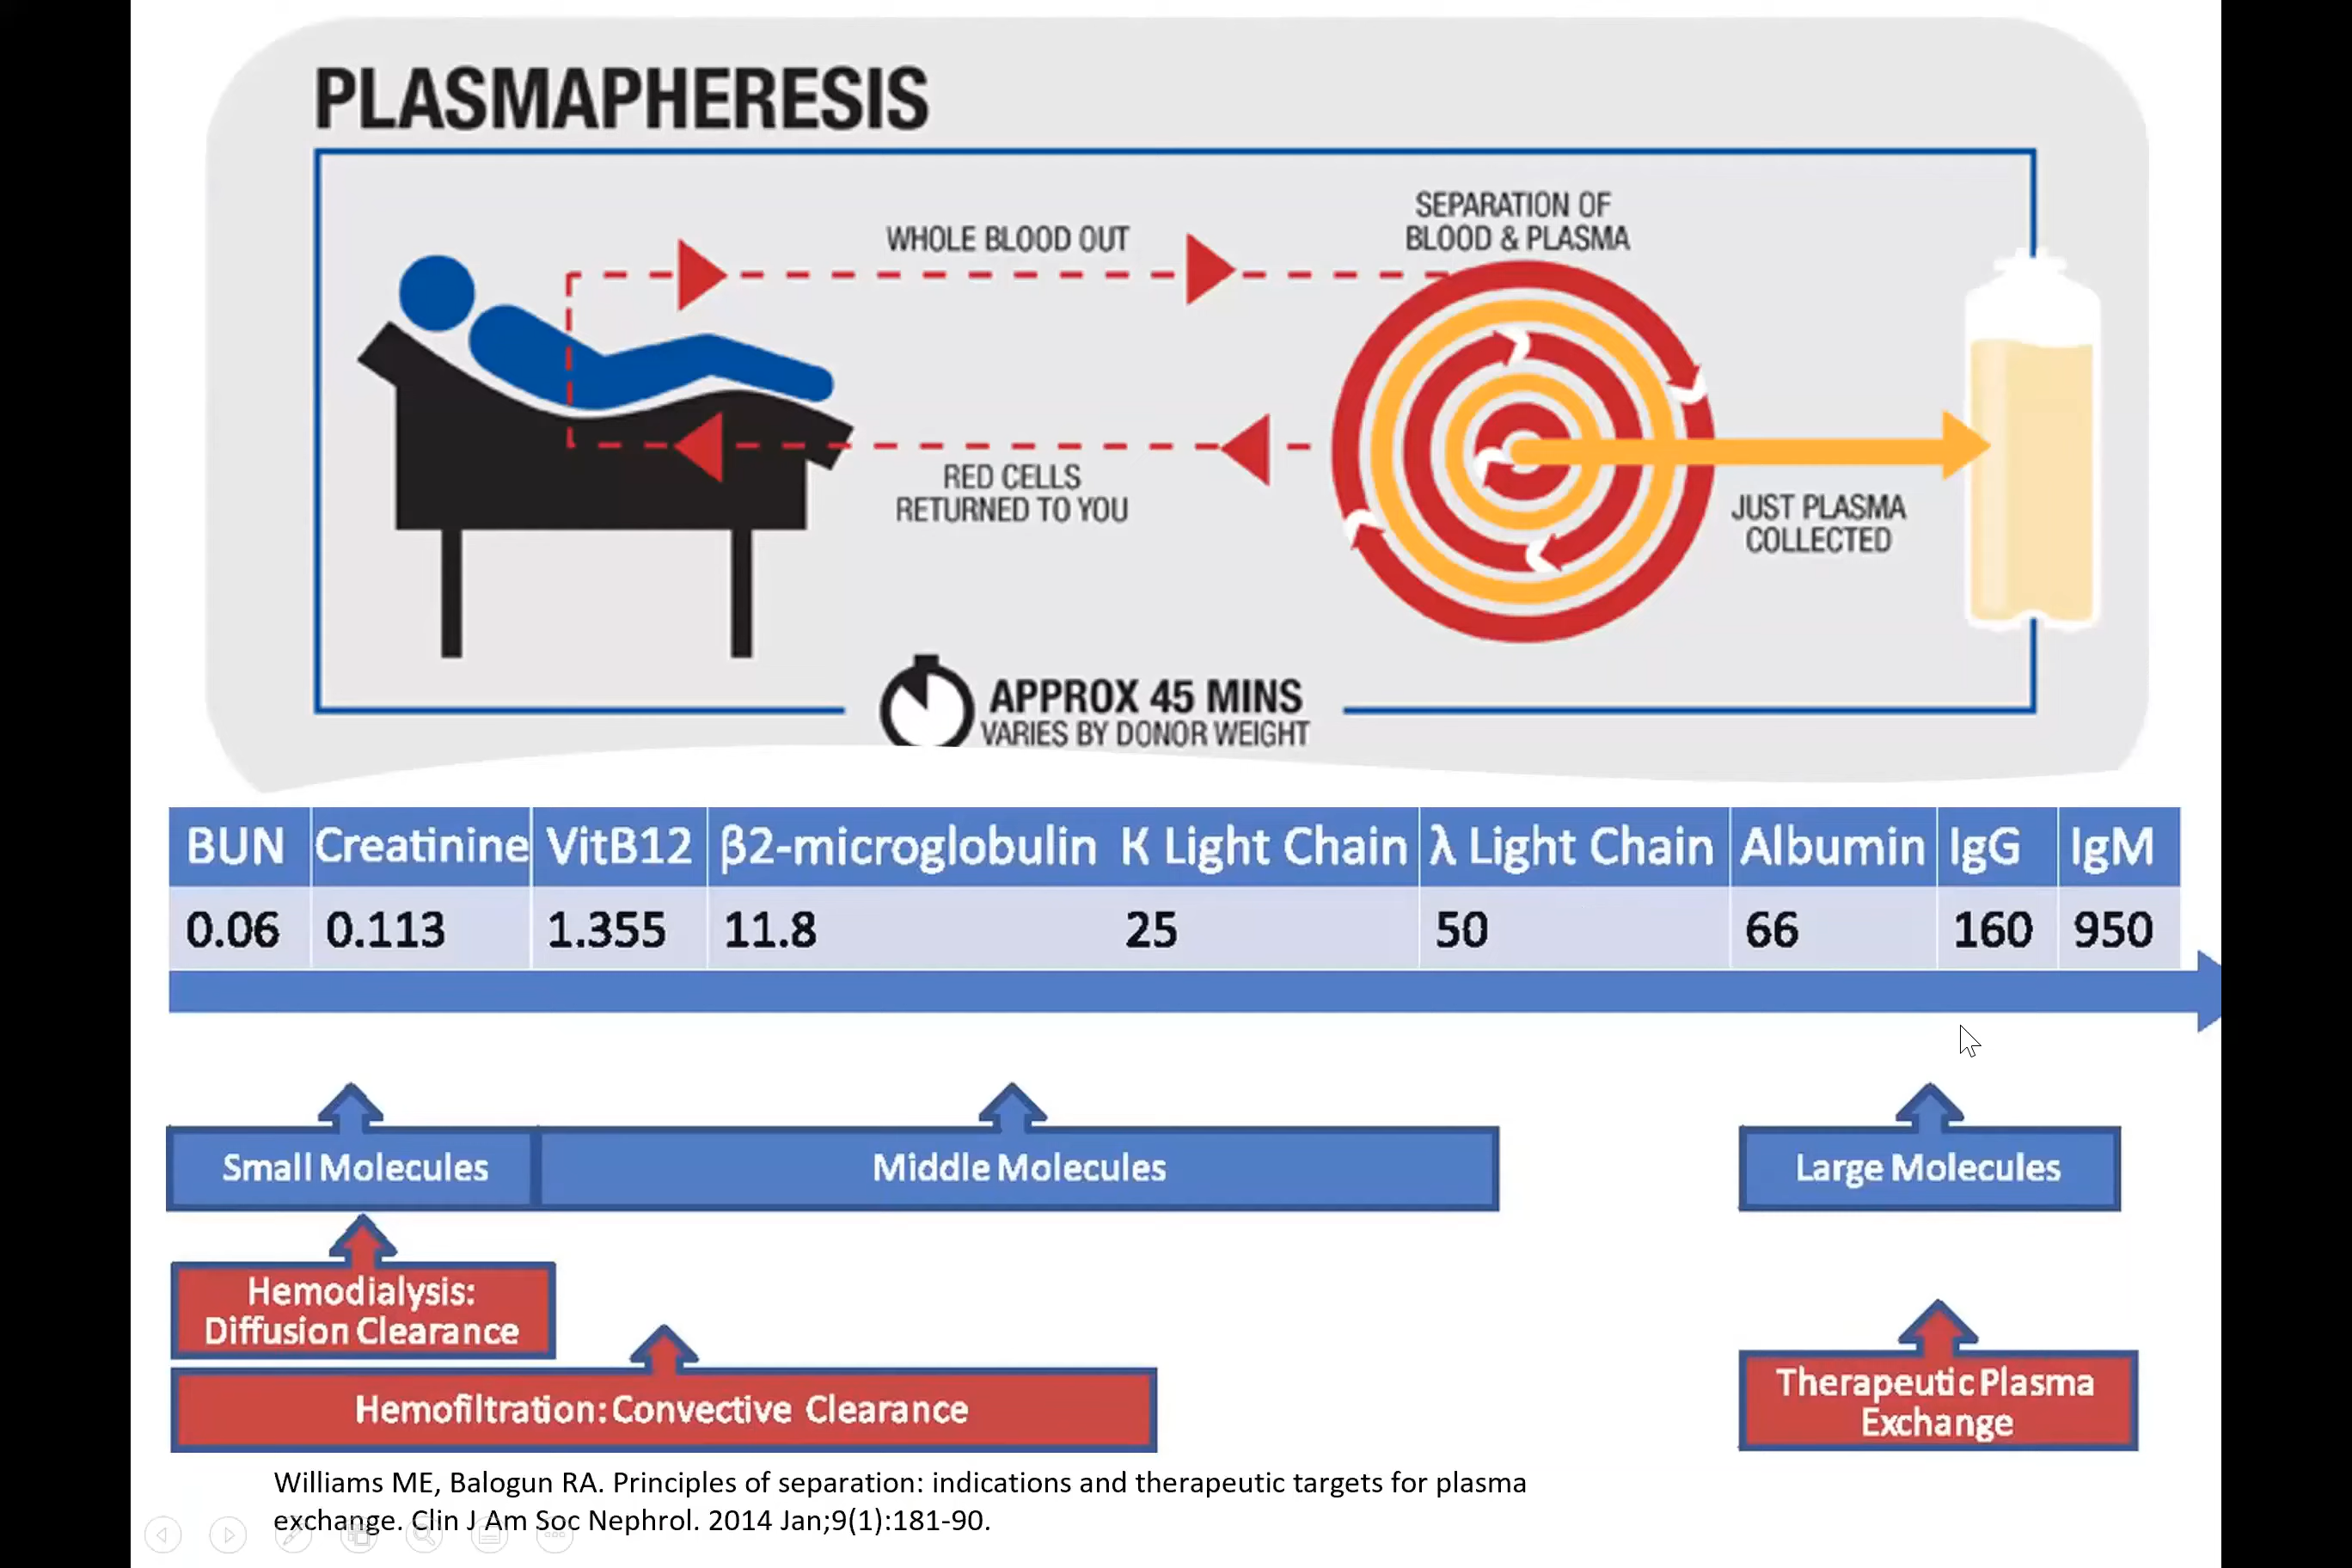 PLASMAPHERESIS
SEPARATION OF
BLOOD & PLASMA
WHOLE BLOOD OUT
RED CELLS
RETURNED TO YOU
JUST PLASMA
COLLECTED
APPROX 45 MINS
VARIES BY DONOR WEIGHT
BUN Creatinine VitB12 β2-microglobulin K Light Chain λ Light Chain Albumin IgG IgM
0.06 0.113 1.355 11.8 25 50 66 160 950
Small Molecules Middle Molecules Large Molecules
Hemodialysis:
Diffusion Clearance
Hemofiltration: Convective Clearance
Therapeutic Plasma
Exchange
Williams ME, Balogun RA. Principles of separation: indications and therapeutic targets for plasma
exchange. Clin J Am Soc Nephrol. 2014 Jan;9(1):181-90.